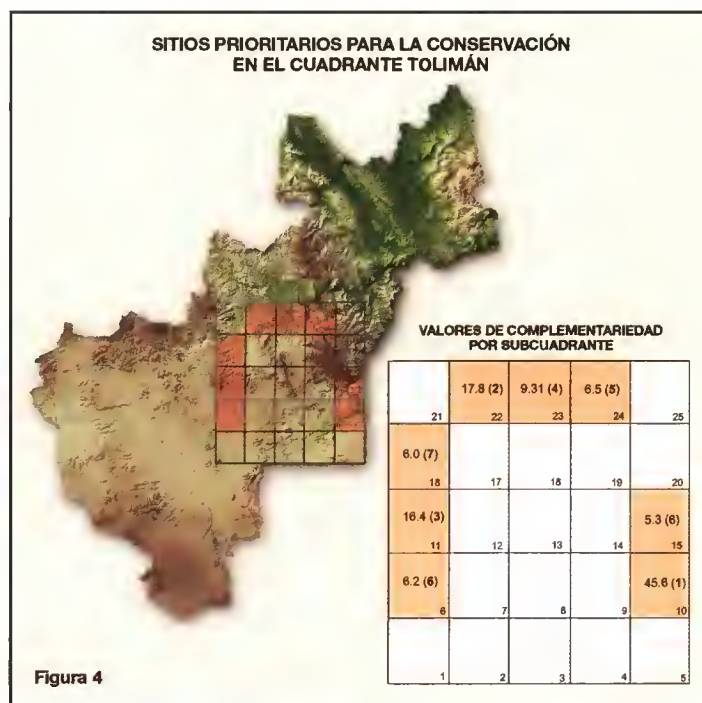 SITIOS PRIORITARIOS PARA LA CONSERVACIÓN
EN EL CUADRANTE TOLIMÁN
VALORES DE COMPLEMENTARIEDAD
POR SUBCUADRANTE
17.8 (2) 9.31 (4) 6.5 (5)
21 22 23 24 25
6.0 (7)
18 17 18 19 20
16.4 (3) 5.3 (6)
11 12 13 14 15
6.2 (6) 45.6 (1)
6 7 8 9 10
1 2 3 4 5
Figura 4